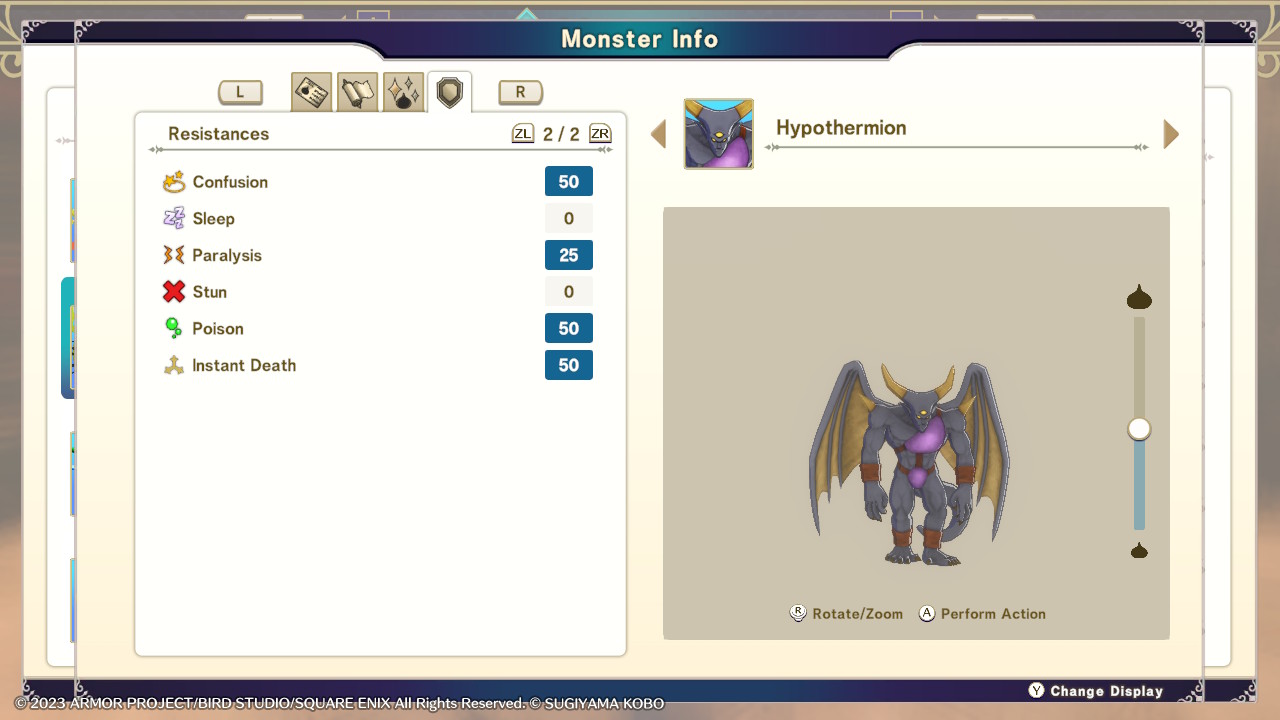 Monster Info
L
R
Resistances
ZL 2 / 2 ZR
Hypothermion
Confusion 50
Sleep 0
Paralysis 25
Stun 0
Poison 50
Instant Death 50
R Rotate/Zoom A Perform Action
Y Change Display
© 2023 ARMOR PROJECT/BIRD STUDIO/SQUARE ENIX All Rights Reserved. © SUGIYAMA KOBO